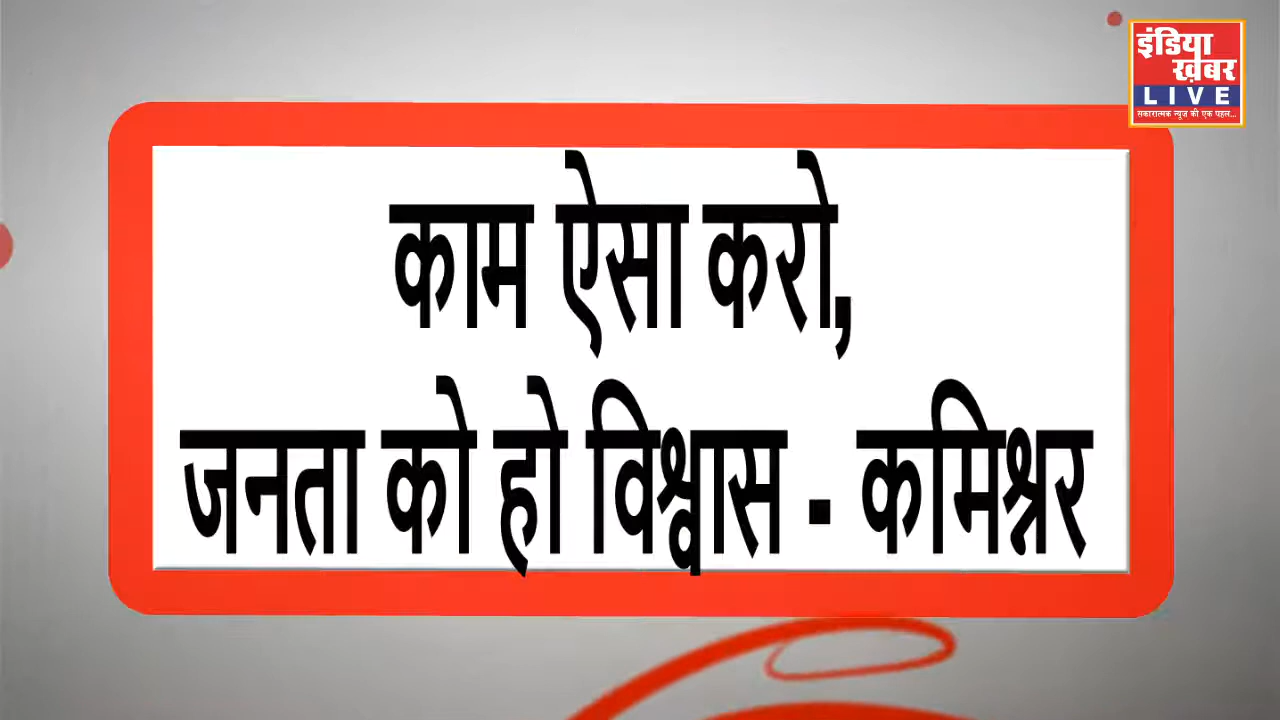 इंडिया
ख़बर
LIVE
सकारात्मक न्यूज़ की एक पहल...
काम ऐसा करो,
जनता को हो विश्वास - कमिश्नर